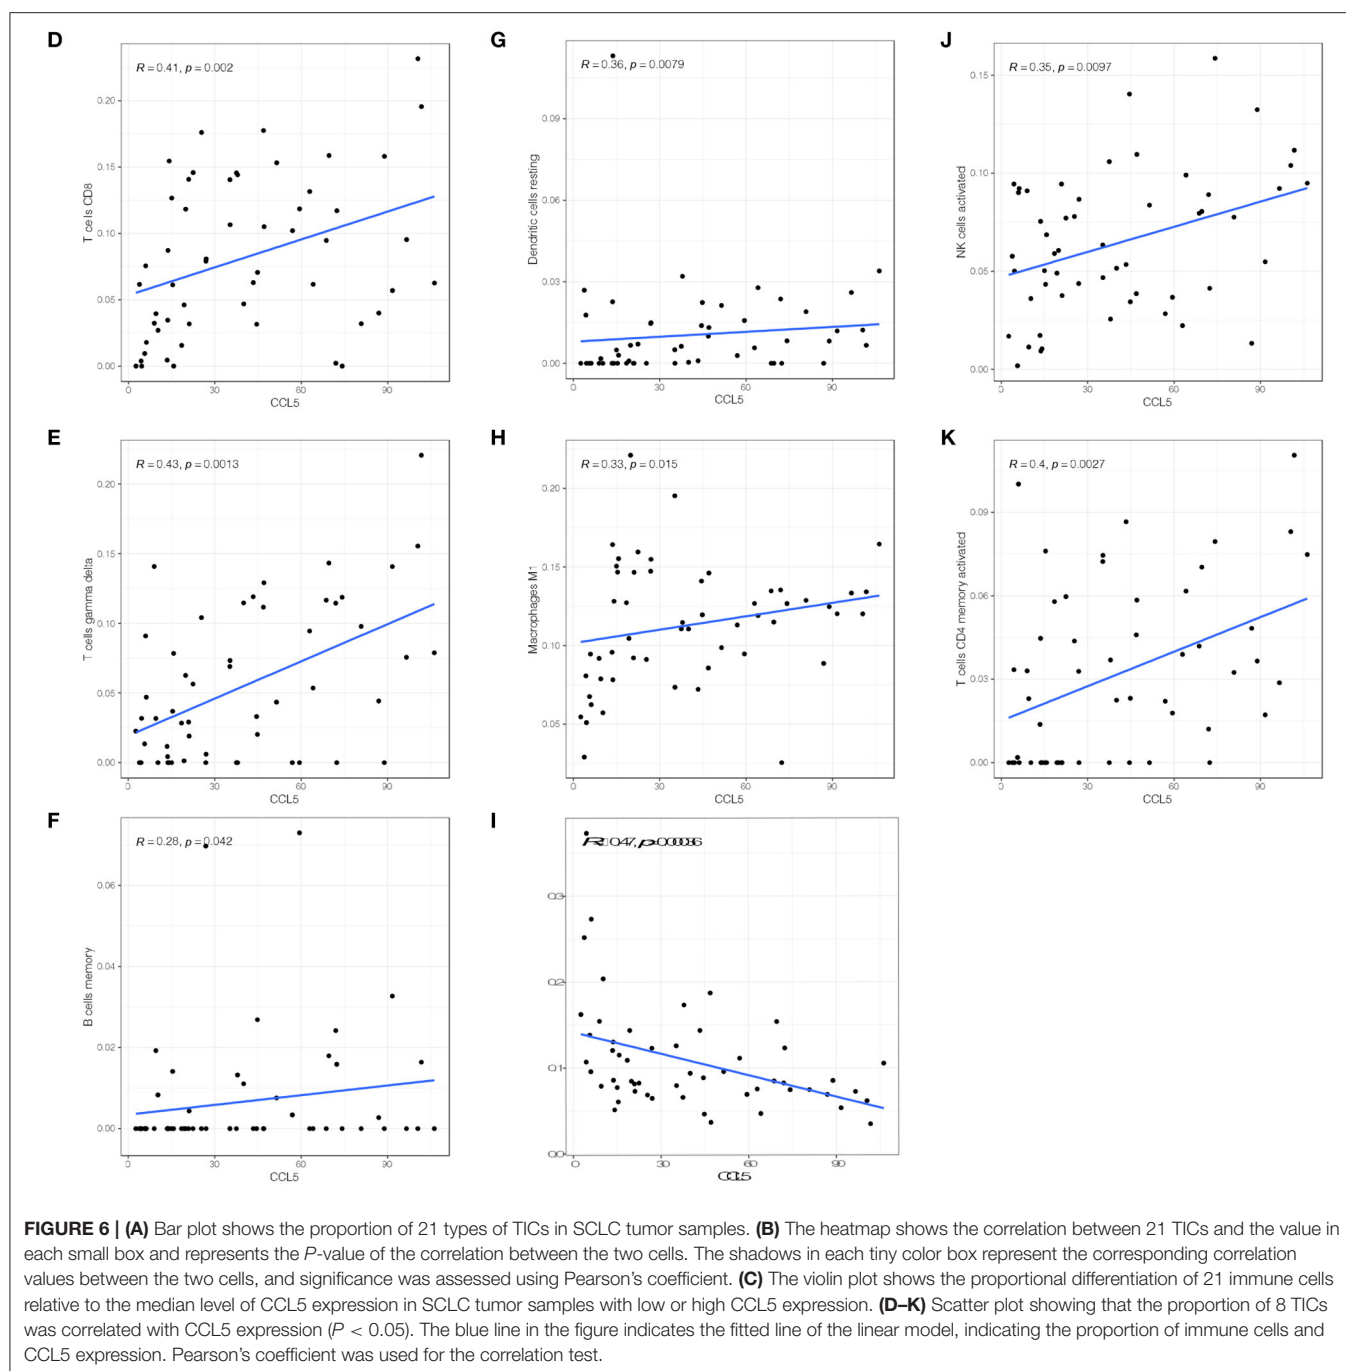 D
R = 0.41, p = 0.002
0.20
0.15
0.10
0.05
0.00
T cells CD8
0
30
60
90
CCL5
G
R = 0.36, p = 0.0079
0.09
0.06
0.03
0.00
Dendritic cells resting
0
30
60
90
CCL5
J
R = 0.35, p = 0.0097
0.15
0.10
0.05
0.00
NK cells activated
0
30
60
90
CCL5
E
R = 0.43, p = 0.0013
0.20
0.15
0.10
0.05
0.00
T cells gamma delta
0
30
60
90
CCL5
H
R = 0.33, p = 0.015
0.20
0.15
0.10
0.05
Macrophages M1
0
30
60
90
CCL5
K
R = 0.4, p = 0.0027
0.09
0.06
0.03
0.00
T cells CD4 memory activated
0
30
60
90
CCL5
F
R = 0.28, p = 0.042
0.06
0.04
0.02
0.00
B cells memory
0
30
60
90
CCL5
I
0.3
0.2
0.1
0.0
0
30
60
90
CCL5
FIGURE 6 | (A) Bar plot shows the proportion of 21 types of TICs in SCLC tumor samples. (B) The heatmap shows the correlation between 21 TICs and the value in
each small box and represents the P-value of the correlation between the two cells. The shadows in each tiny color box represent the corresponding correlation
values between the two cells, and significance was assessed using Pearson's coefficient. (C) The violin plot shows the proportional differentiation of 21 immune cells
relative to the median level of CCL5 expression in SCLC tumor samples with low or high CCL5 expression. (D–K) Scatter plot showing that the proportion of 8 TICs
was correlated with CCL5 expression (P < 0.05). The blue line in the figure indicates the fitted line of the linear model, indicating the proportion of immune cells and
CCL5 expression. Pearson's coefficient was used for the correlation test.